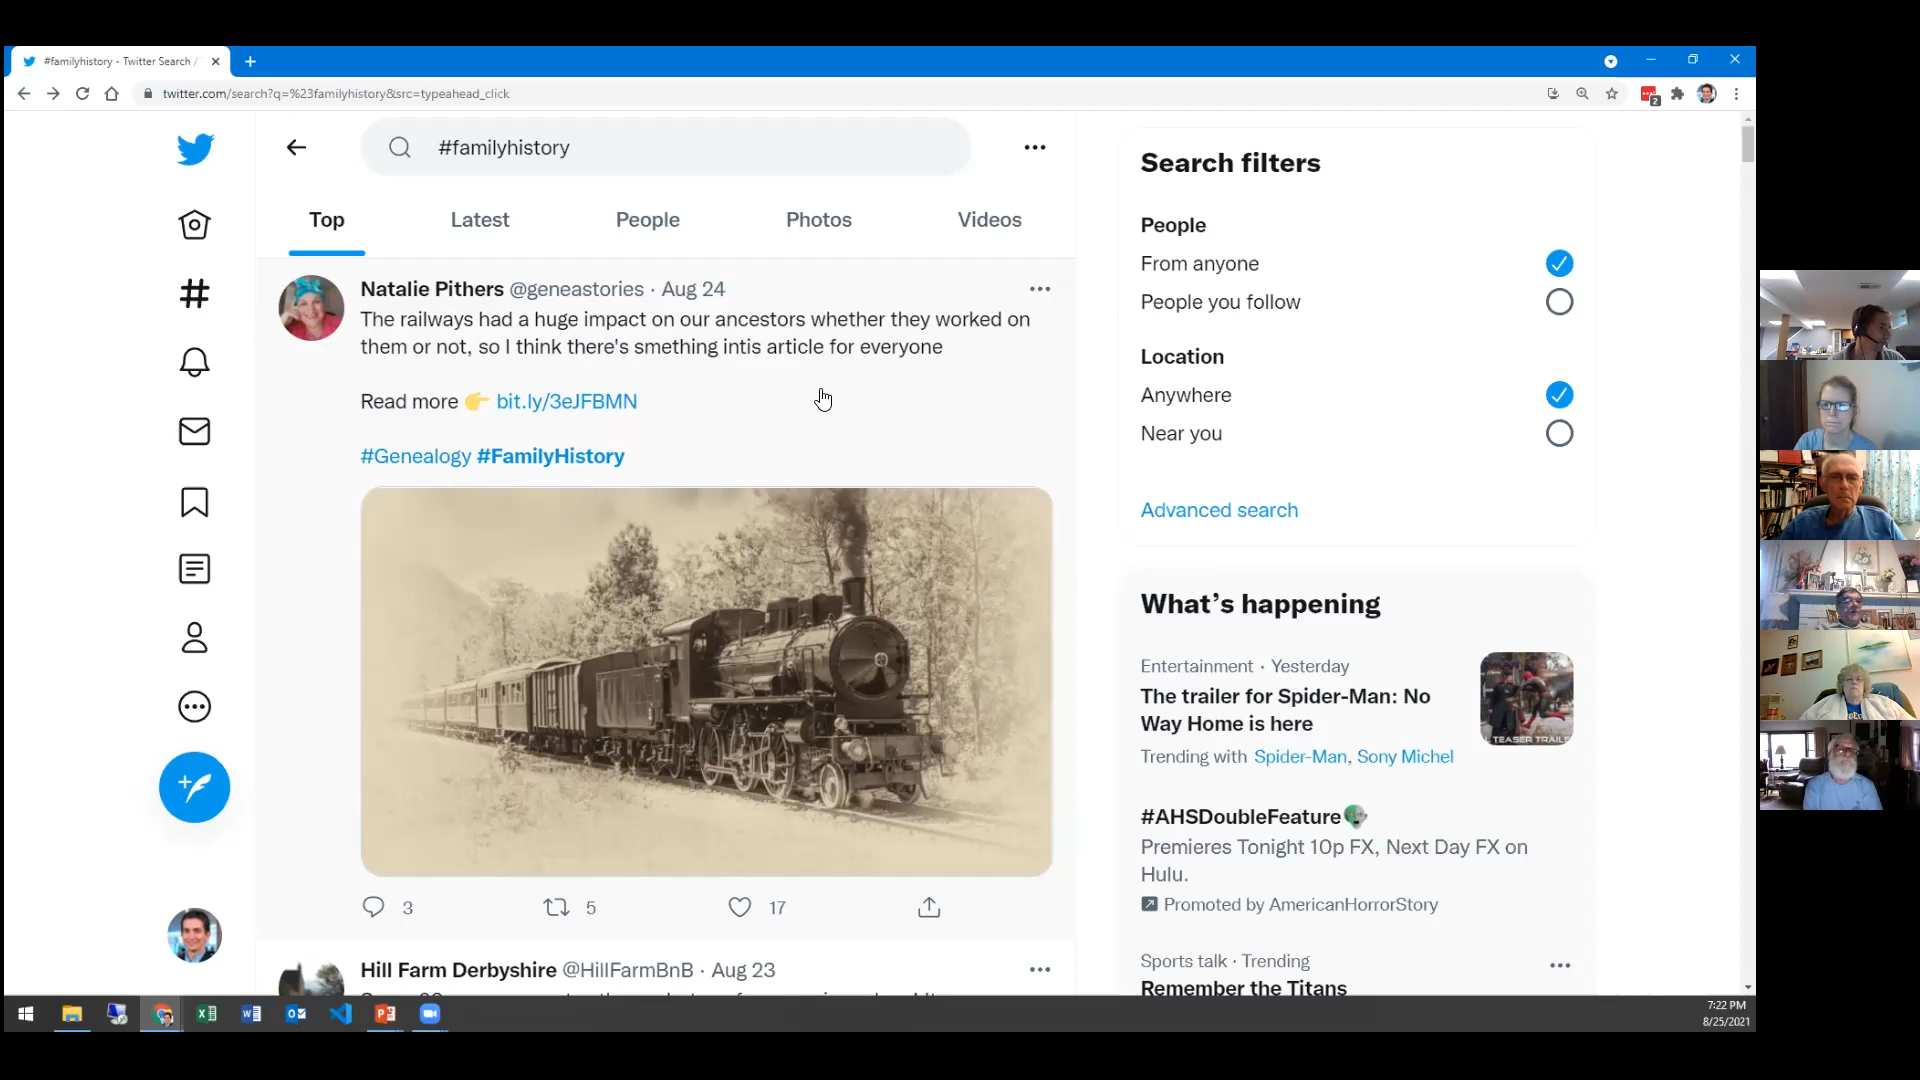 #familyhistory - Twitter Search /
twitter.com/search?q=%23familyhistory&src=typeahead_click
2
#familyhistory
Top
Latest
People
Photos
Videos
Natalie Pithers @geneastories · Aug 24
The railways had a huge impact on our ancestors whether they worked on
them or not, so I think there's smething intis article for everyone
Read more 👉 bit.ly/3eJFBMN
#Genealogy #FamilyHistory
3
5
17
Hill Farm Derbyshire @HillFarmBnB · Aug 23
Search filters
People
From anyone
People you follow
Location
Anywhere
Near you
Advanced search
What's happening
Entertainment · Yesterday
The trailer for Spider-Man: No
Way Home is here
TEASER TRAILE
Trending with Spider-Man, Sony Michel
#AHSDoubleFeature
Premieres Tonight 10p FX, Next Day FX on
Hulu.
Promoted by AmericanHorrorStory
Sports talk · Trending
Remember the Titans
7:22 PM
8/25/2021